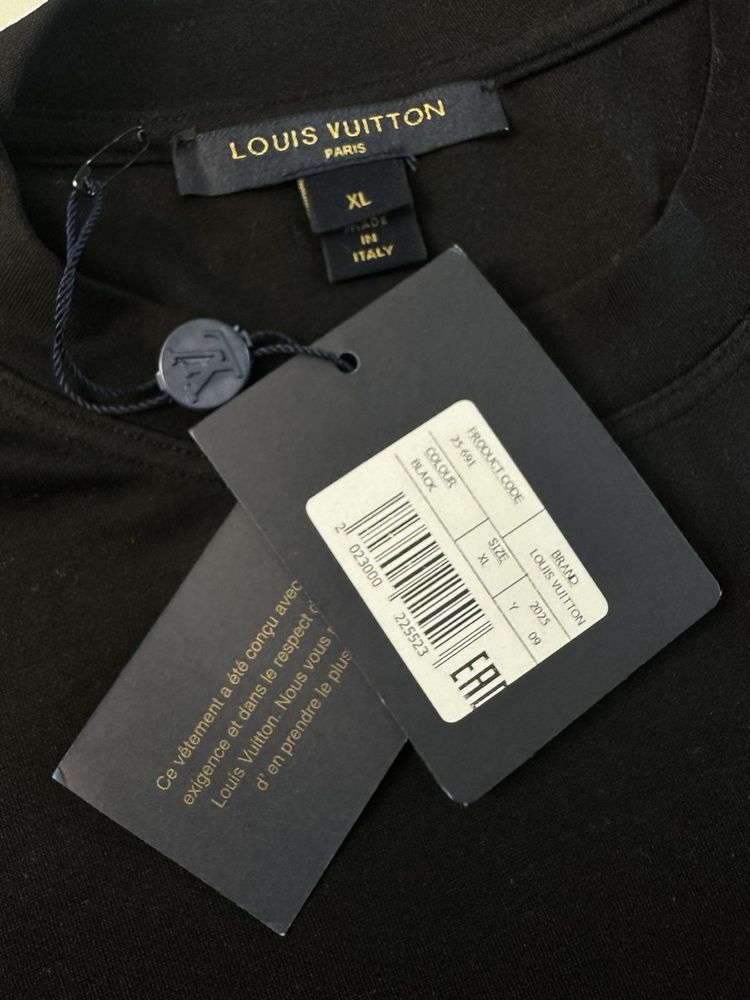 LOUIS VUITTON
PARIS
XL
MADE
IN
ITALY
PRODUCT CODE
25 691
BRAND
LOUIS VUITTON
COLOUR
BLACK
SIZE
XL
Y
2025
09
2 023000 225523
EAC
Ce vêtement a été conçu avec
exigence et dans le respect
Louis Vuitton. Nous vous
d'en prendre le plus